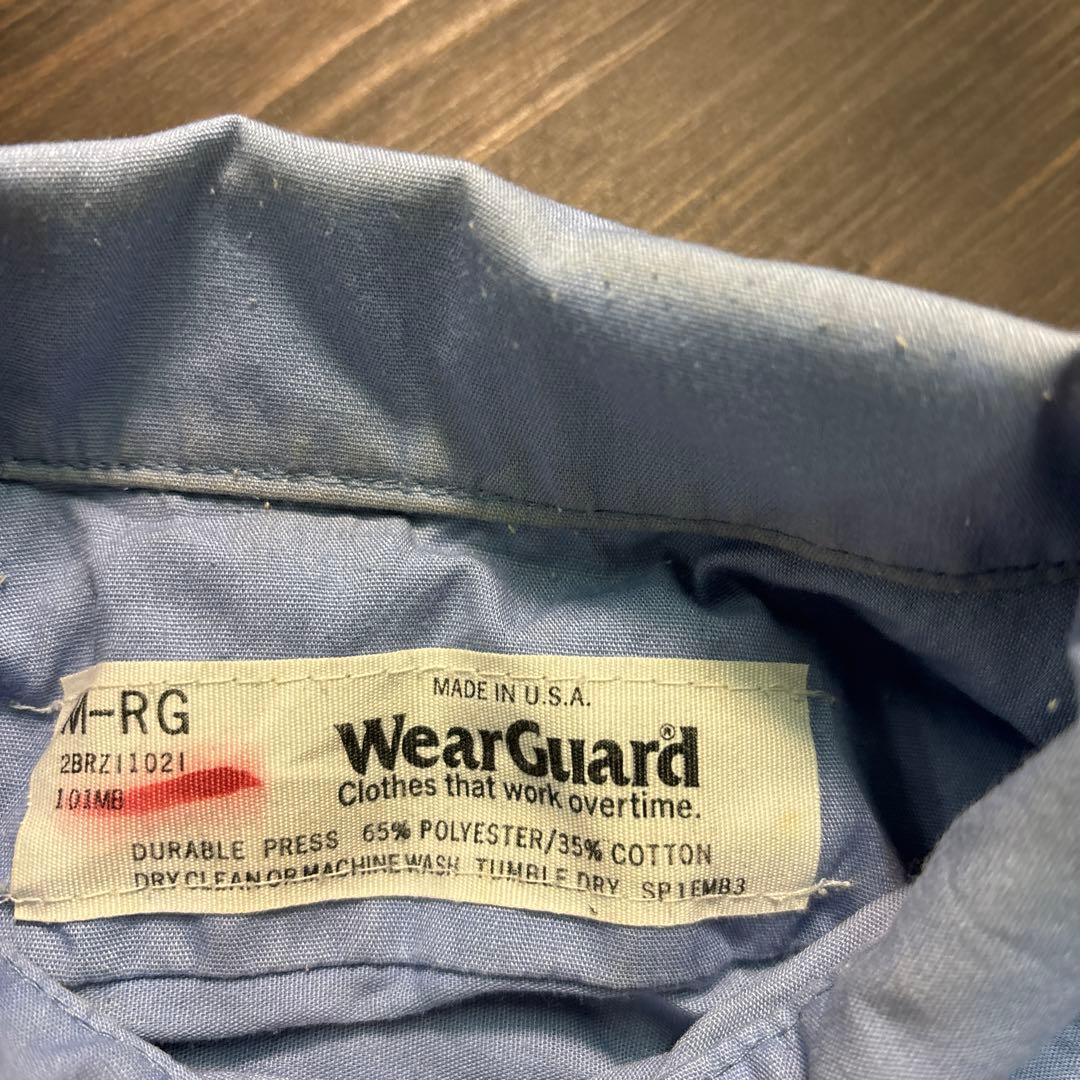 M-RG
2BRZ11021
101MB
MADE IN U.S.A.
WearGuard®
Clothes that work overtime.
DURABLE PRESS 65% POLYESTER/35% COTTON
DRY CLEAN OR MACHINE WASH TUMBLE DRY SP1EMB3